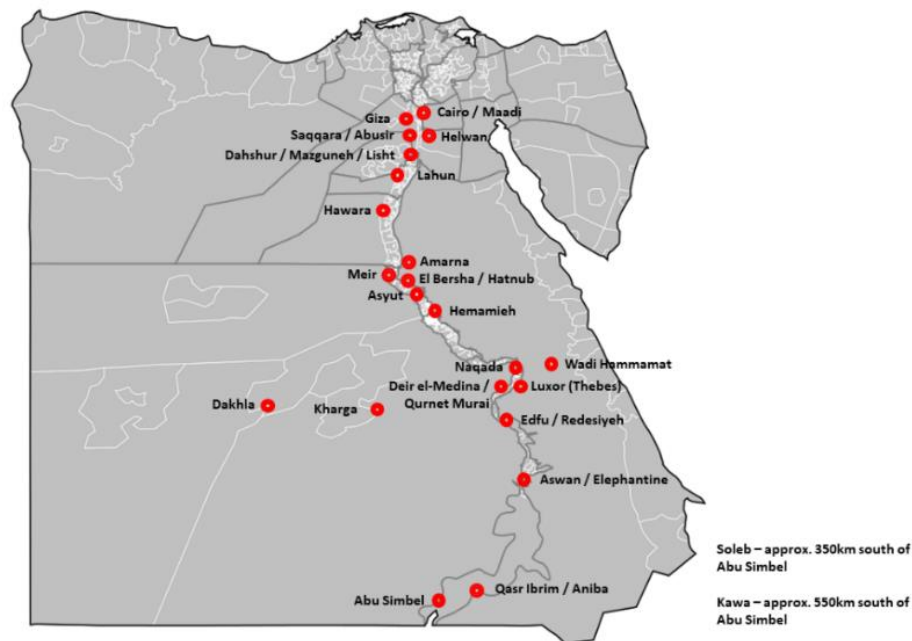 Cairo / Maadi
Giza
Saqqara / Abusir
Helwan
Dahshur / Mazguneh / Lisht
Lahun
Hawara
Amarna
Meir
El Bersha / Hatnub
Asyut
Hemamieh
Naqada
Wadi Hammamat
Deir el-Medina /
Qurnet Murai
Luxor (Thebes)
Dakhla
Kharga
Edfu / Redesiyeh
Aswan / Elephantine
Soleb – approx. 350km south of
Abu Simbel
Qasr Ibrim / Aniba
Abu Simbel
Kawa – approx. 550km south of
Abu Simbel